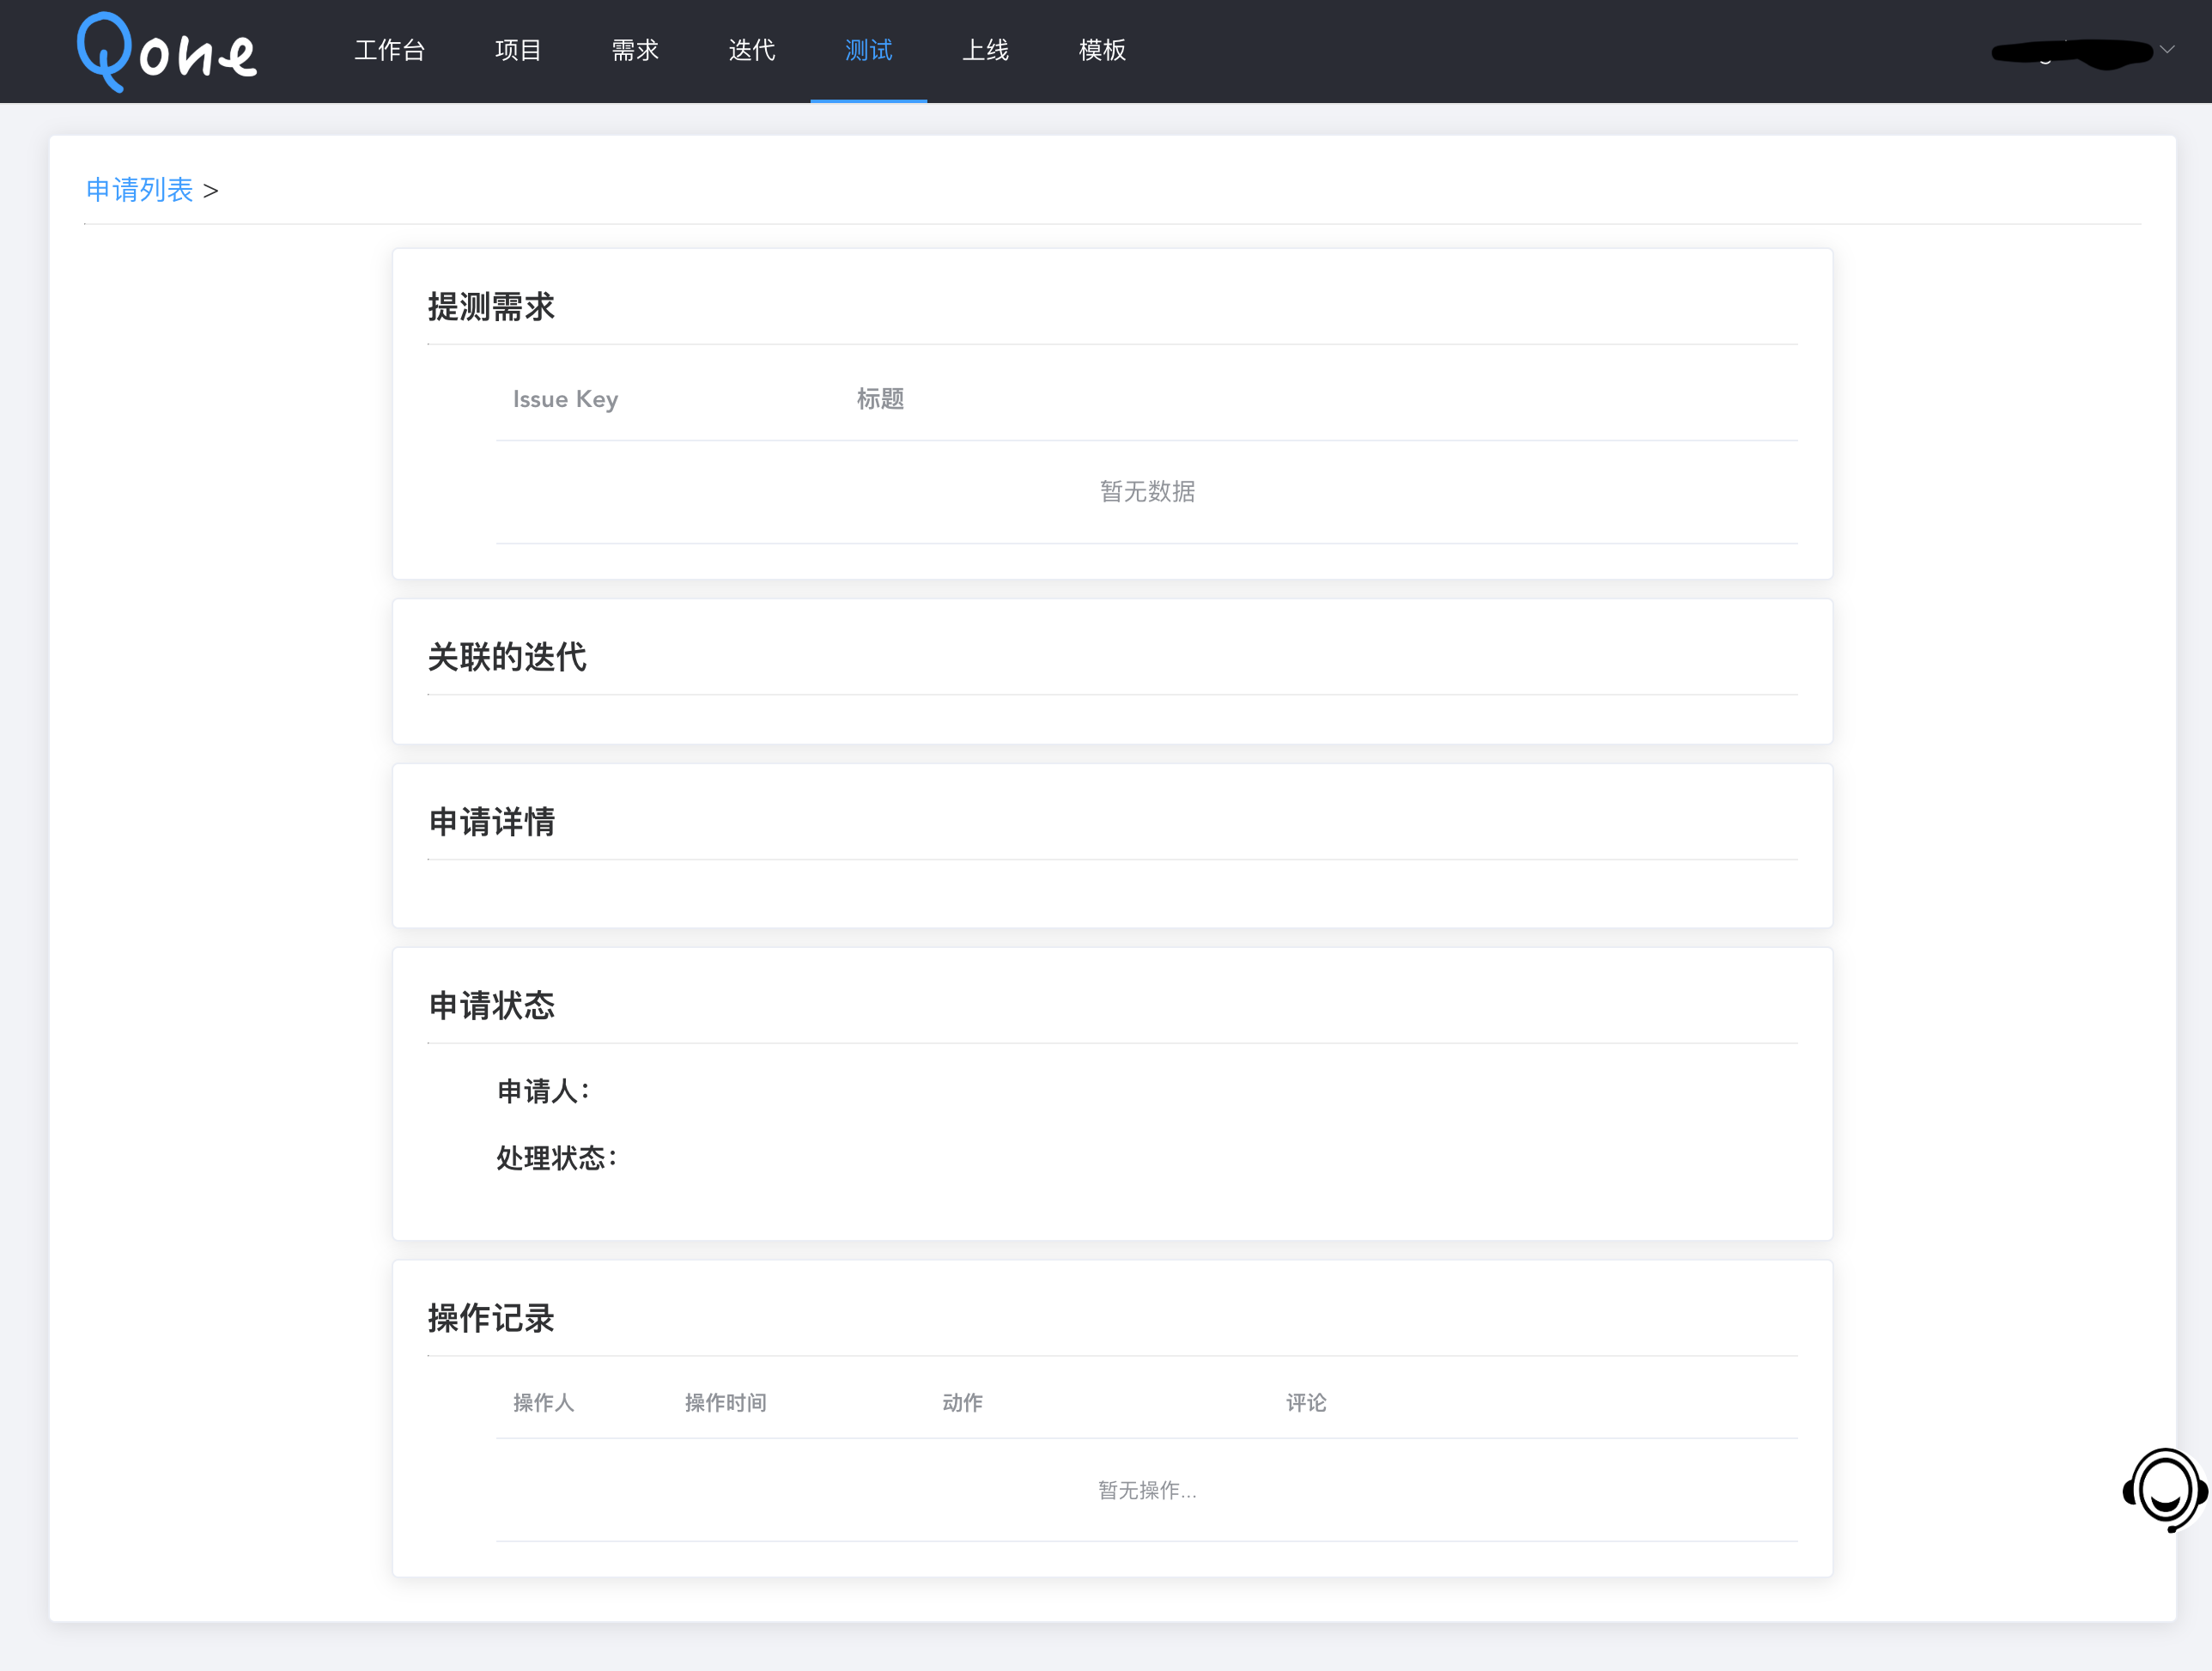 Qone 工作台 项目 需求 迭代 测试 上线 模板
申请列表 >
提测需求
Issue Key 标题
暂无数据
关联的迭代
申请详情
申请状态
申请人：
处理状态：
操作记录
操作人 操作时间 动作 评论
暂无操作...